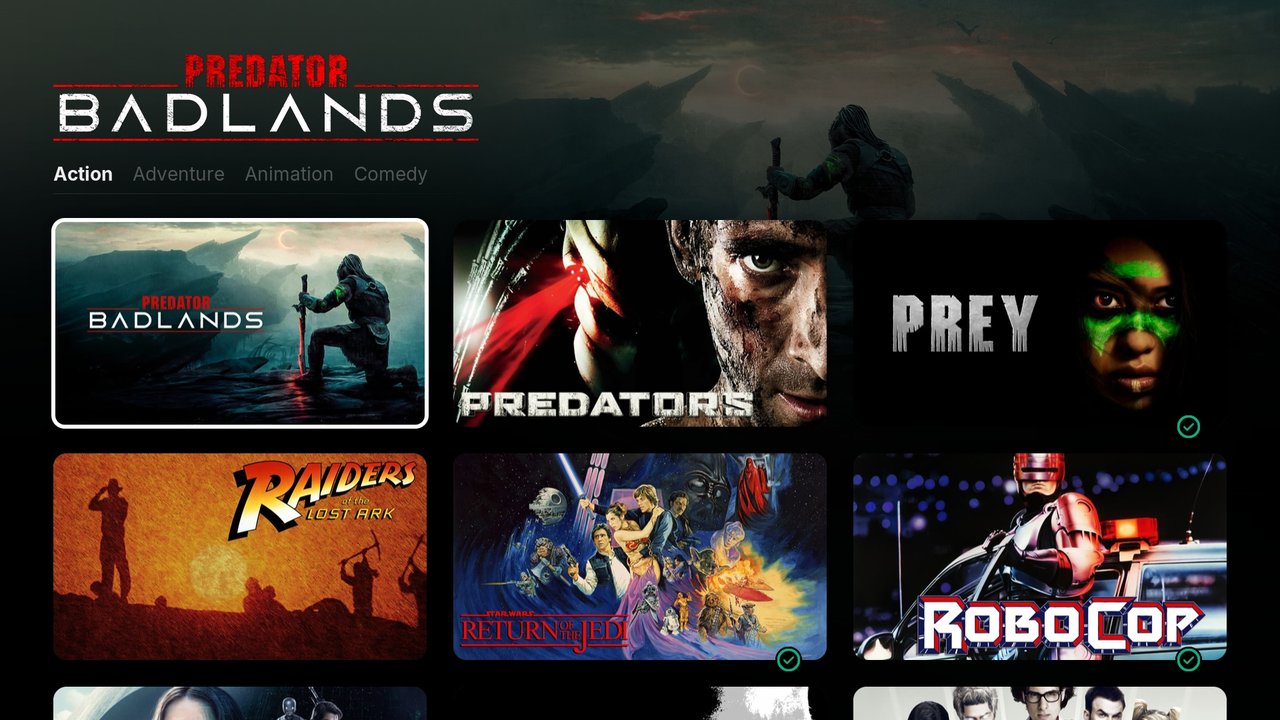 PREDATOR
BADLANDS
Action Adventure Animation Comedy
PREDATOR
BADLANDS
PREDATORS
PREY
RAIDERS
of the
LOST ARK
STAR WARS
RETURN OF THE JEDI
ROBOCOP